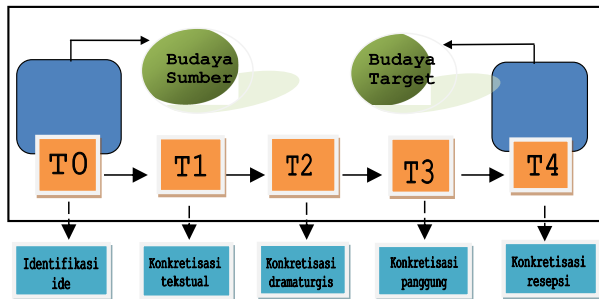 Budaya
Sumber
Budaya
Target
T0
T1
T2
T3
T4
Identifikasi
ide
Konkretisasi
tekstual
Konkretisasi
dramaturgis
Konkretisasi
panggung
Konkretisasi
resepsi